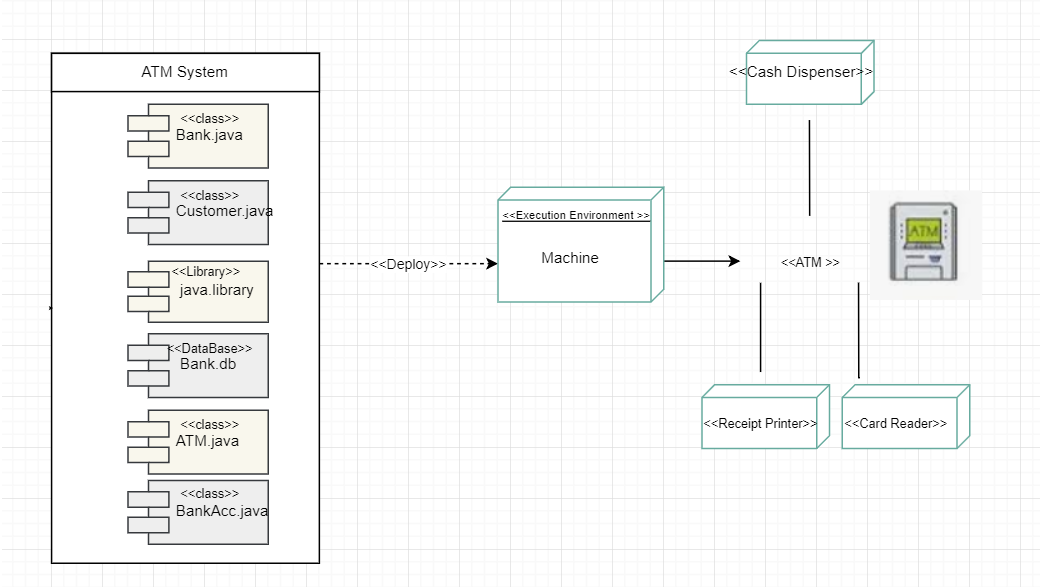 ATM System
<<class>>
Bank.java
<<class>>
Customer.java
<<Library>>
java.library
<<DataBase>>
Bank.db
<<class>>
ATM.java
<<class>>
BankAcc.java
<<Deploy>>
<<Execution Environment >>
Machine
<<Cash Dispenser>>
<<ATM >>
ATM
<<Receipt Printer>>
<<Card Reader>>